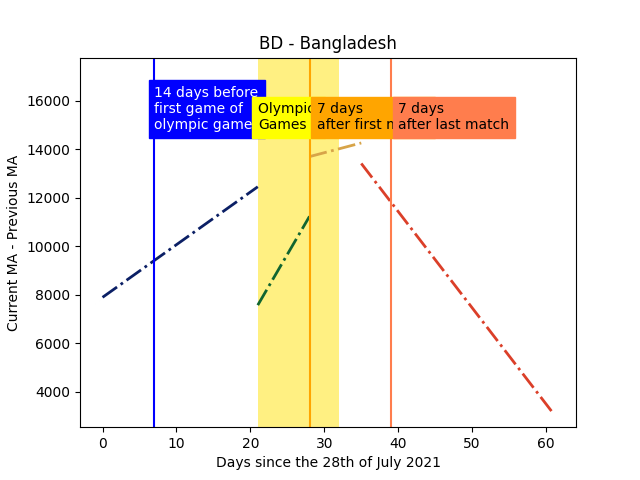 BD - Bangladesh
Current MA - Previous MA
16000
14000
12000
10000
8000
6000
4000
14 days before
first game of
olympic game
Olympic
Games
7 days
after first n
7 days
after last match
0 10 20 30 40 50 60
Days since the 28th of July 2021